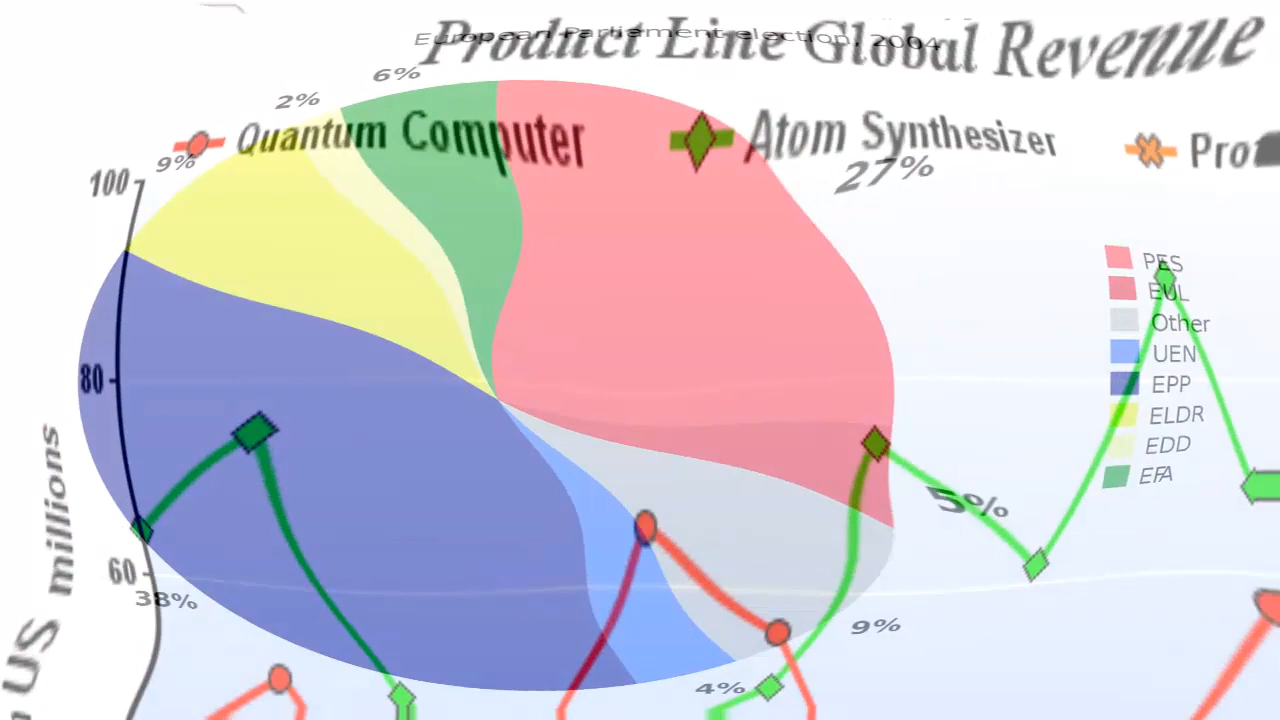 Product Line Global Revenue
European Parliement election, 2004
6%
2%
Quantum Computer
Atom Synthesizer
9%
27%
100
PES
EUL
Other
UEN
80
EPP
ELDR
EDD
EFA
5%
60
38%
9%
4%
US millions